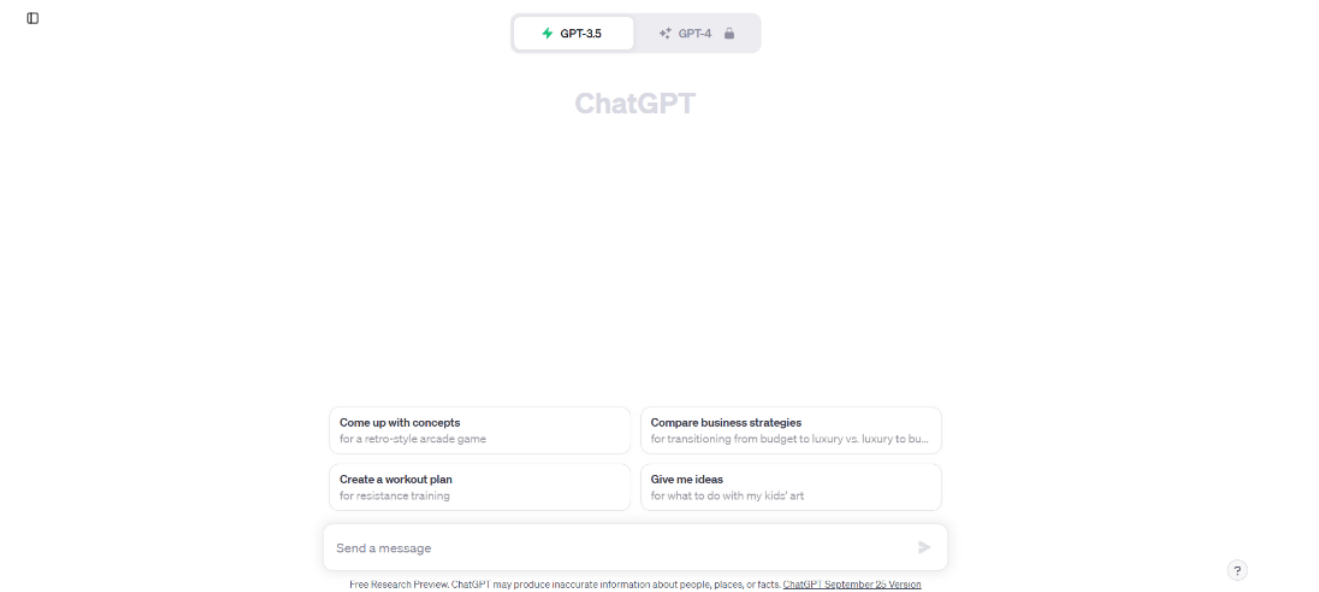 GPT-3.5
GPT-4
ChatGPT
Come up with concepts
for a retro-style arcade game
Compare business strategies
for transitioning from budget to luxury vs. luxury to bu...
Create a workout plan
for resistance training
Give me ideas
for what to do with my kids' art
Send a message
Free Research Preview. ChatGPT may produce inaccurate information about people, places, or facts. ChatGPT September 25 Version
?